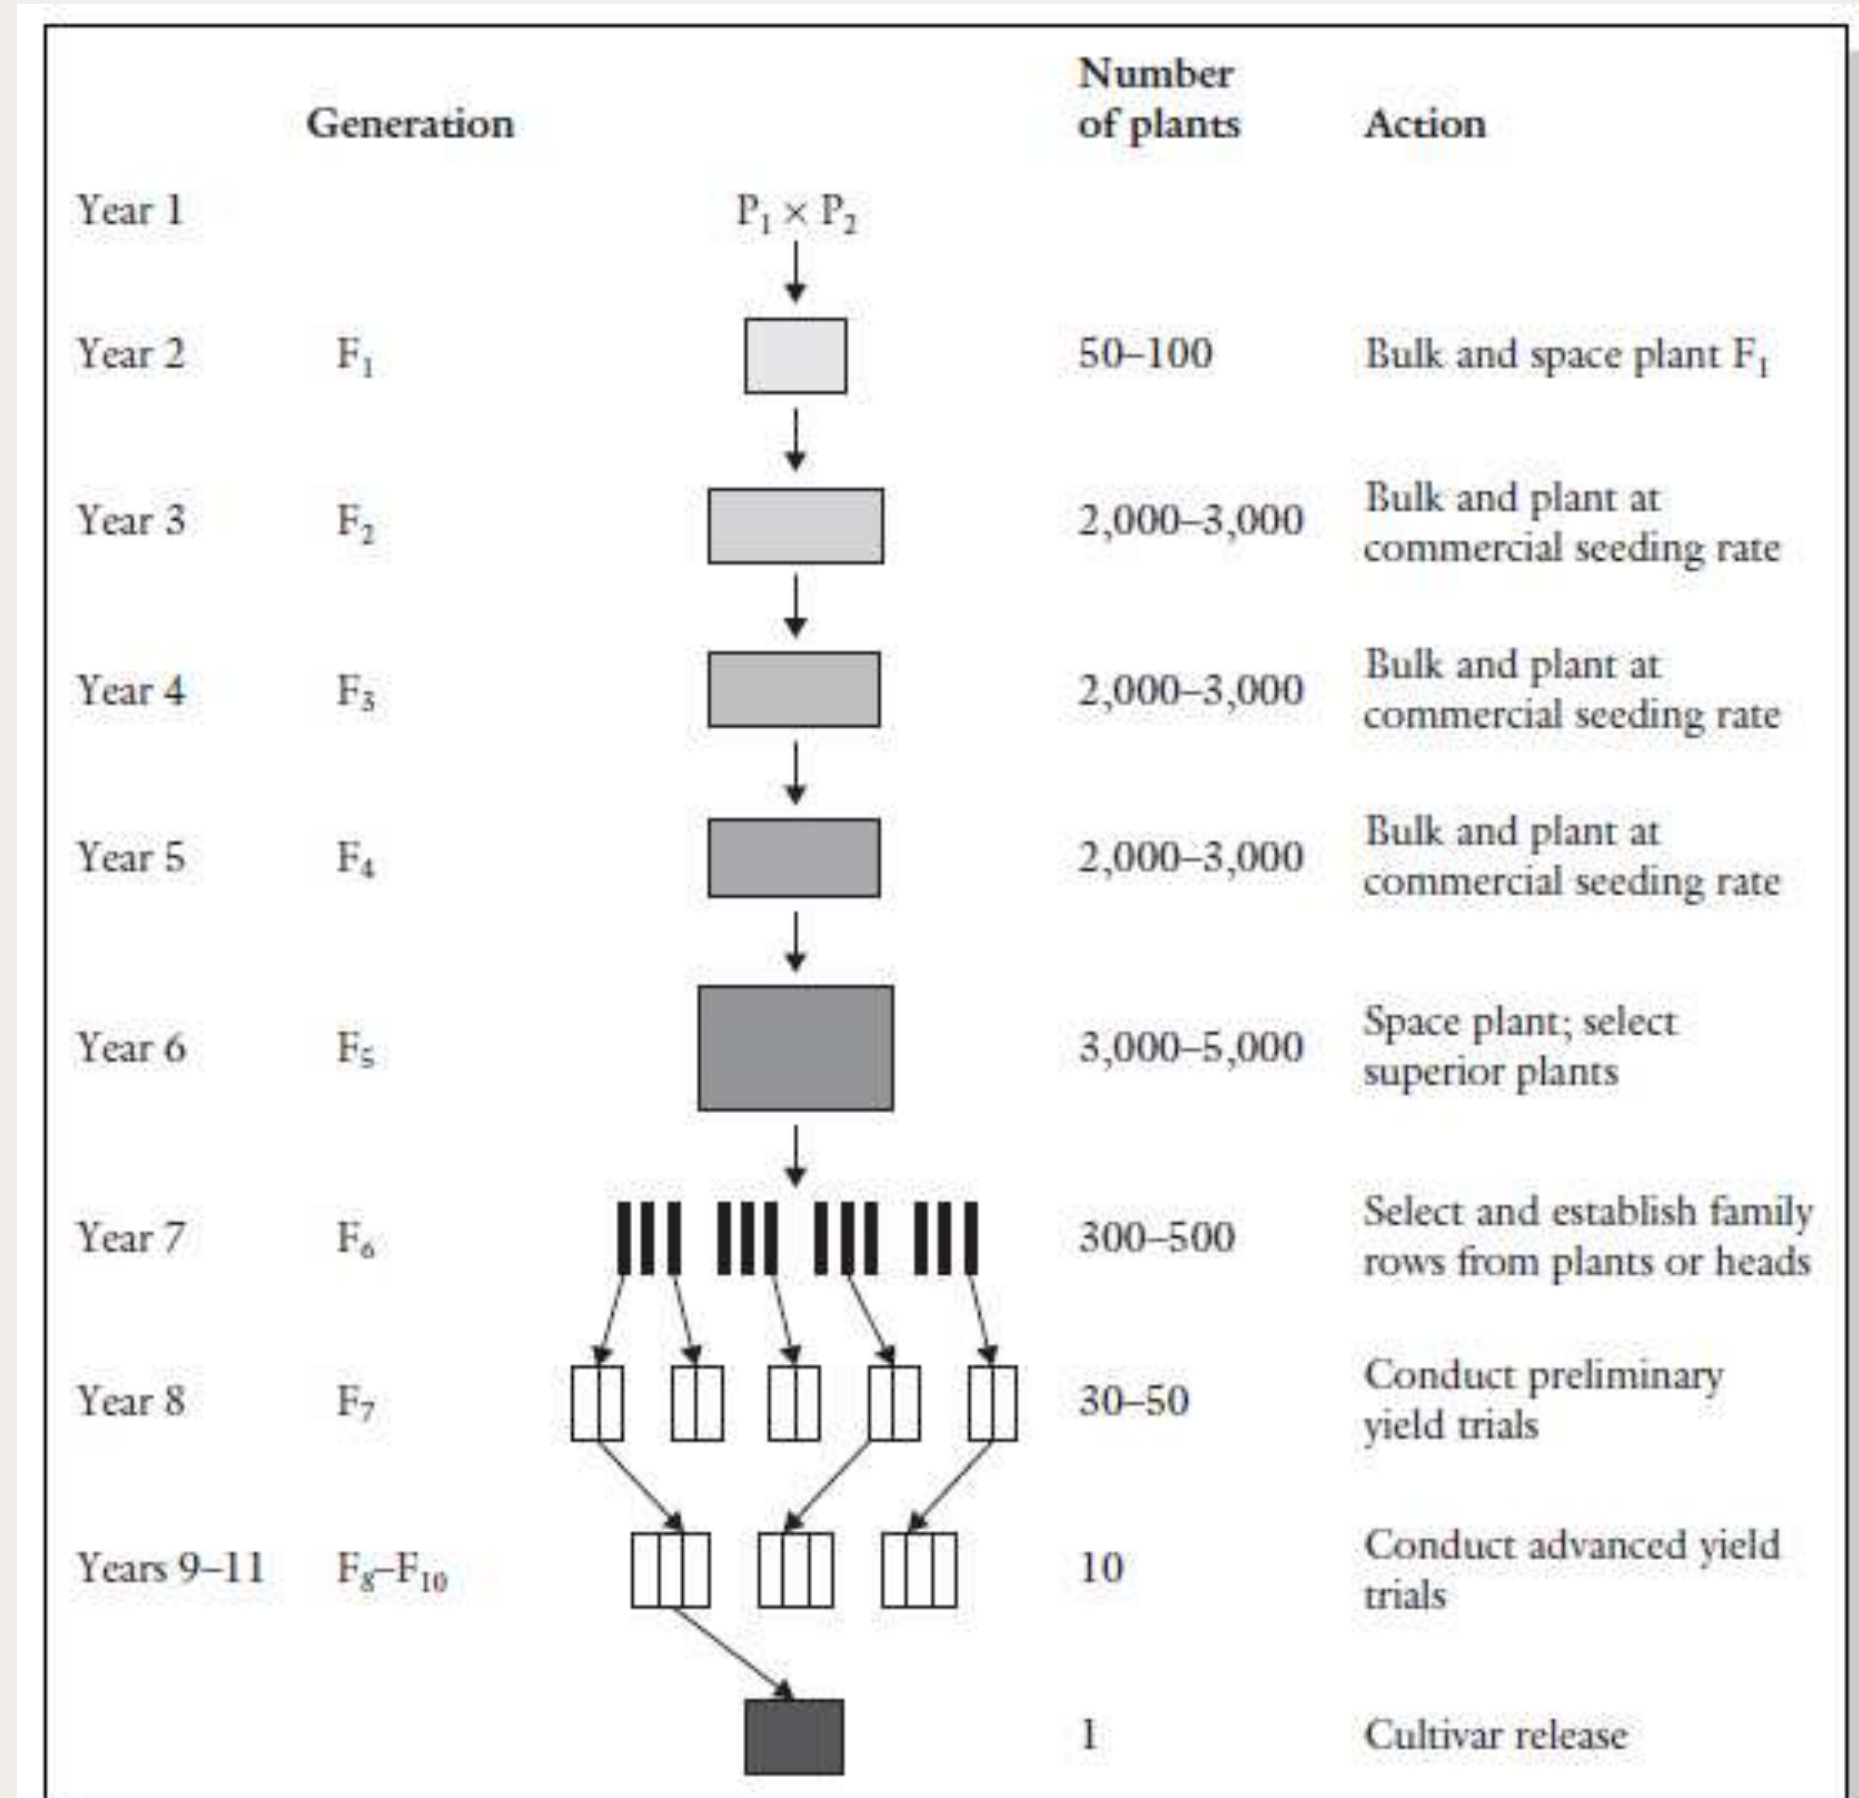 Number
Generation of plants Action
Year 1 P₁ × P₂
Year 2 F₁ 50–100 Bulk and space plant F₁
Year 3 F₂ 2,000–3,000 Bulk and plant at
commercial seeding rate
Year 4 F₃ 2,000–3,000 Bulk and plant at
commercial seeding rate
Year 5 F₄ 2,000–3,000 Bulk and plant at
commercial seeding rate
Year 6 F₅ 3,000–5,000 Space plant; select
superior plants
Year 7 F₆ 300–500 Select and establish family
rows from plants or heads
Year 8 F₇ 30–50 Conduct preliminary
yield trials
Years 9–11 F₈–F₁₀ 10 Conduct advanced yield
trials
1 Cultivar release